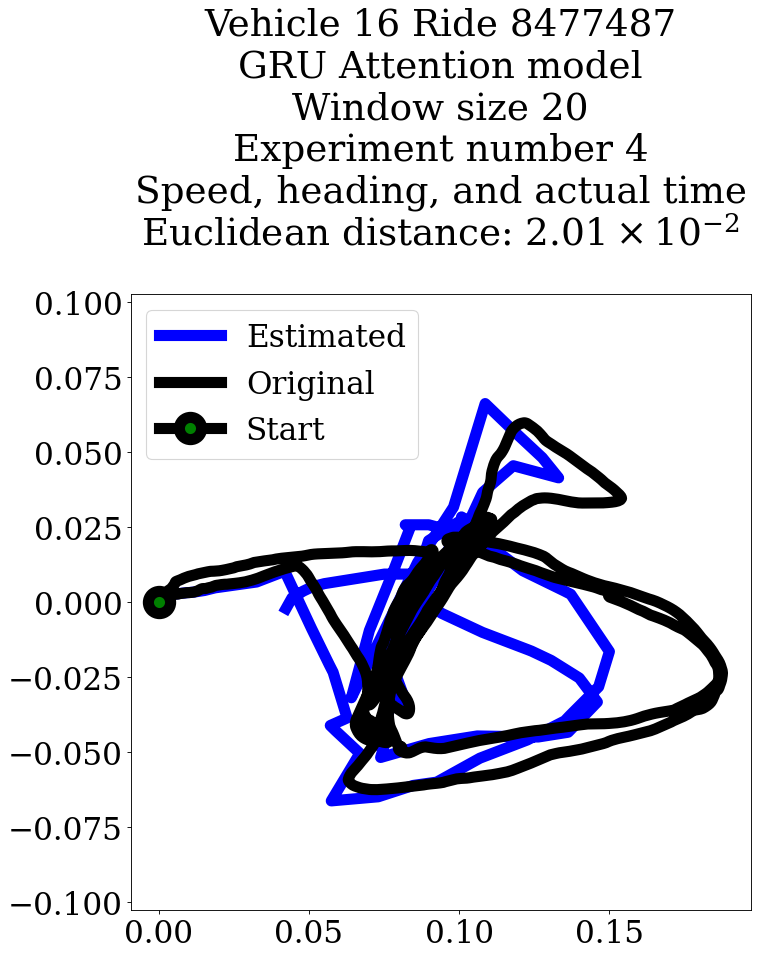 Vehicle 16 Ride 8477487
GRU Attention model
Window size 20
Experiment number 4
Speed, heading, and actual time
Euclidean distance: 2.01 × 10⁻²
0.100
0.075
0.050
0.025
0.000
−0.025
−0.050
−0.075
−0.100
Estimated
Original
Start
0.00 0.05 0.10 0.15